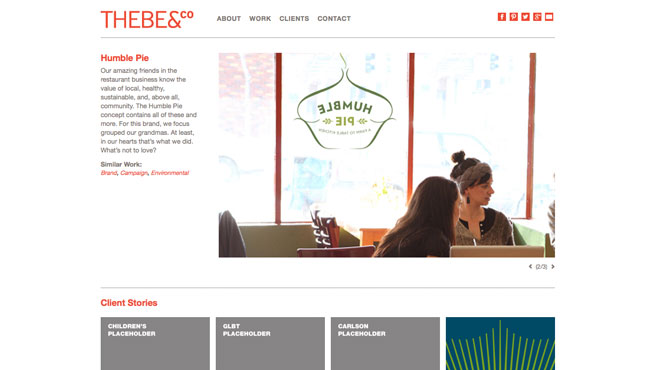 THEBE&CO
ABOUT WORK CLIENTS CONTACT
Humble Pie
Our amazing friends in the
restaurant business know the
value of local, healthy,
sustainable, and, above all,
community. The Humble Pie
concept contains all of these and
more. For this brand, we focus
grouped our grandmas. At least,
in our hearts that's what we did.
What's not to love?
Similar Work:
Brand, Campaign, Environmental
HUMBLE
PIE
(2/3)
Client Stories
CHILDREN'S
PLACEHOLDER
GLBT
PLACEHOLDER
CARLSON
PLACEHOLDER